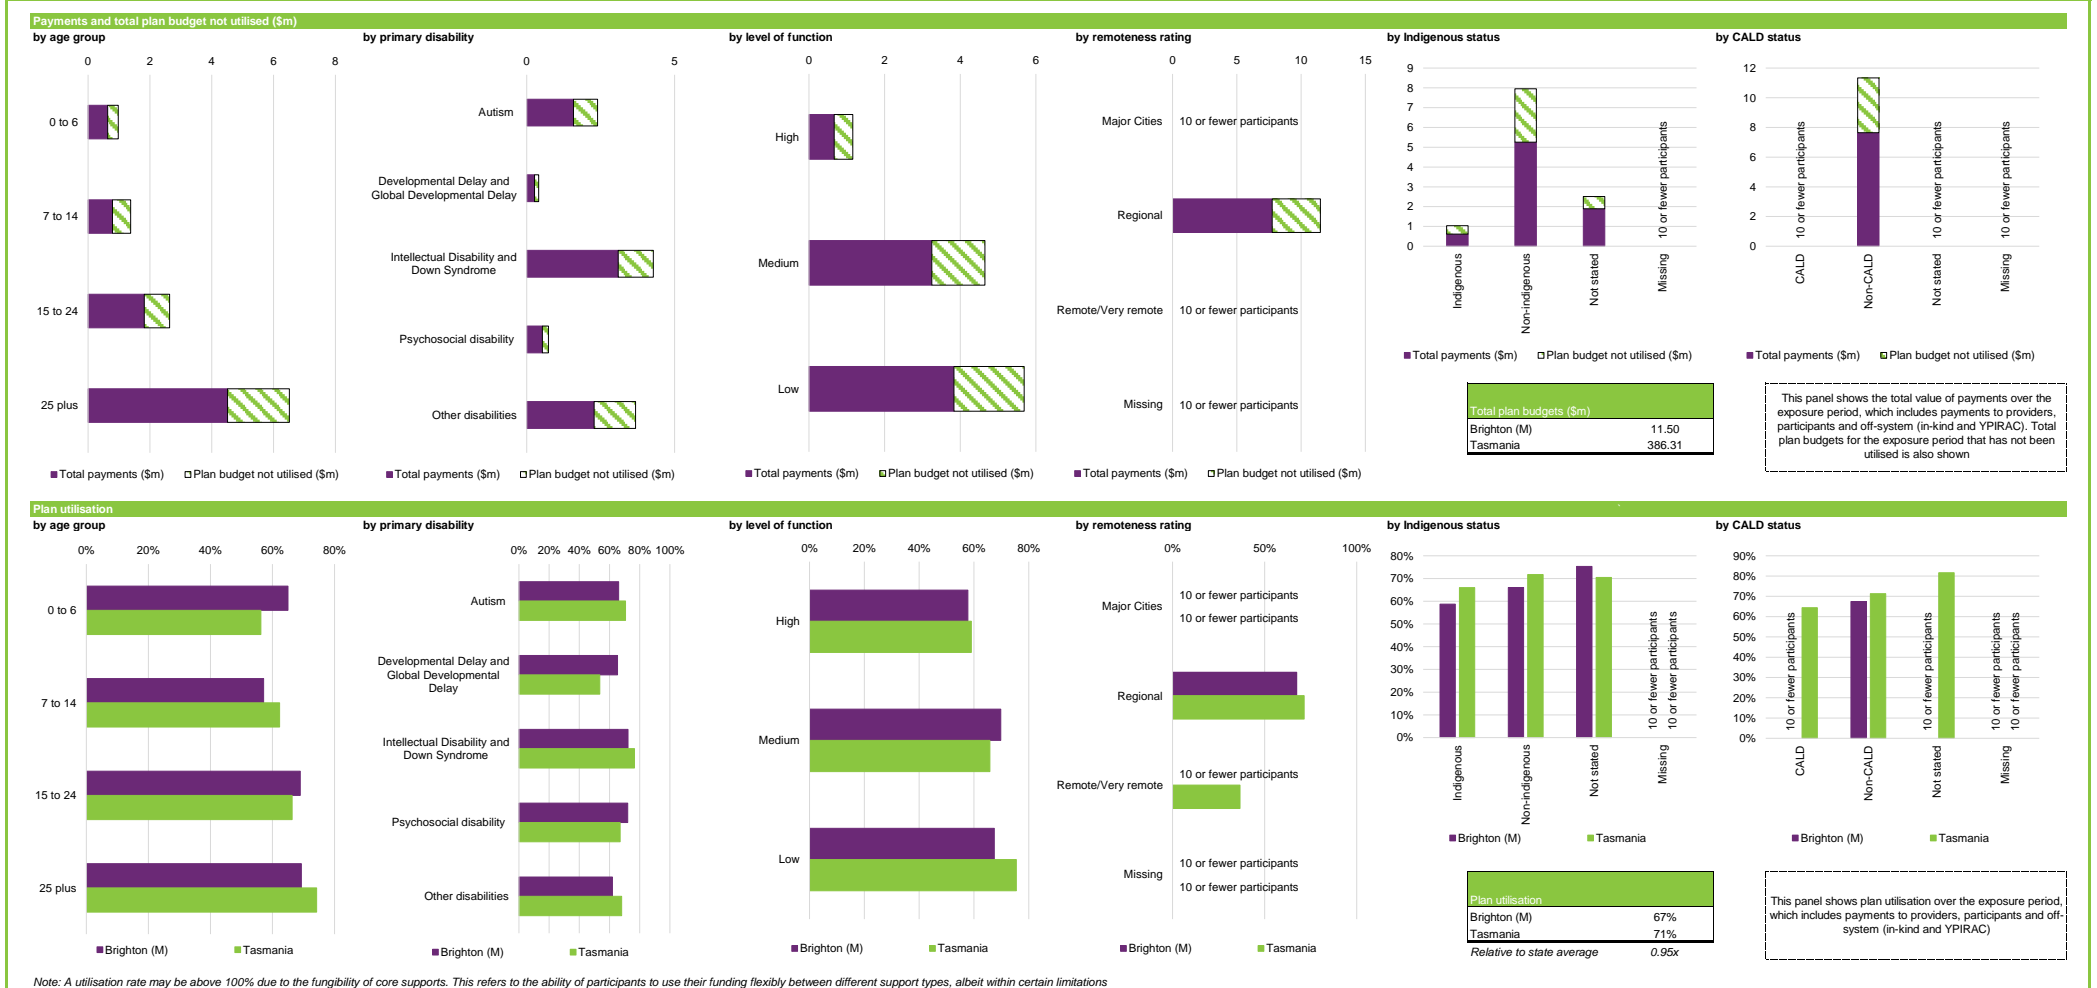 Payments and total plan budget not utilised ($m)
by age group
0 2 4 6 8
0 to 6
7 to 14
15 to 24
25 plus
Total payments ($m) Plan budget not utilised ($m)
by primary disability
0 5
Autism
Developmental Delay and
Global Developmental Delay
Intellectual Disability and
Down Syndrome
Psychosocial disability
Other disabilities
Total payments ($m) Plan budget not utilised ($m)
by level of function
0 2 4 6
High
Medium
Low
Total payments ($m) Plan budget not utilised ($m)
by remoteness rating
0 5 10 15
Major Cities 10 or fewer participants
Regional
Remote/Very remote 10 or fewer participants
Missing 10 or fewer participants
Total payments ($m) Plan budget not utilised ($m)
by Indigenous status
9
8
7
6
5
4
3
2
1
0
10 or fewer participants
Indigenous
Non-indigenous
Not stated
Missing
Total payments ($m) Plan budget not utilised ($m)
by CALD status
12
10
8
6
4
2
0
10 or fewer participants
10 or fewer participants
10 or fewer participants
CALD
Non-CALD
Not stated
Missing
Total payments ($m) Plan budget not utilised ($m)
Total plan budgets ($m)
Brighton (M) 11.50
Tasmania 386.31
This panel shows the total value of payments over the
exposure period, which includes payments to providers,
participants and off-system (in-kind and YPIRAC). Total
plan budgets for the exposure period that has not been
utilised is also shown
Plan utilisation
by age group
0% 20% 40% 60% 80%
0 to 6
7 to 14
15 to 24
25 plus
Brighton (M) Tasmania
by primary disability
0% 20% 40% 60% 80% 100%
Autism
Developmental Delay and
Global Developmental
Delay
Intellectual Disability and
Down Syndrome
Psychosocial disability
Other disabilities
Brighton (M) Tasmania
by level of function
0% 20% 40% 60% 80%
High
Medium
Low
Brighton (M) Tasmania
by remoteness rating
0% 50% 100%
10 or fewer participants
Major Cities
10 or fewer participants
Regional
10 or fewer participants
Remote/Very remote
10 or fewer participants
Missing
10 or fewer participants
Brighton (M) Tasmania
by Indigenous status
80%
70%
60%
50%
40%
30%
20%
10%
0%
10 or fewer participants
10 or fewer participants
Indigenous
Non-indigenous
Not stated
Missing
Brighton (M) Tasmania
by CALD status
90%
80%
70%
60%
50%
40%
30%
20%
10%
0%
10 or fewer participants
10 or fewer participants
10 or fewer participants
10 or fewer participants
CALD
Non-CALD
Not stated
Missing
Brighton (M) Tasmania
Plan utilisation
Brighton (M) 67%
Tasmania 71%
Relative to state average 0.95x
This panel shows plan utilisation over the exposure period,
which includes payments to providers, participants and off-
system (in-kind and YPIRAC)
Note: A utilisation rate may be above 100% due to the fungibility of core supports. This refers to the ability of participants to use their funding flexibly between different support types, albeit within certain limitations